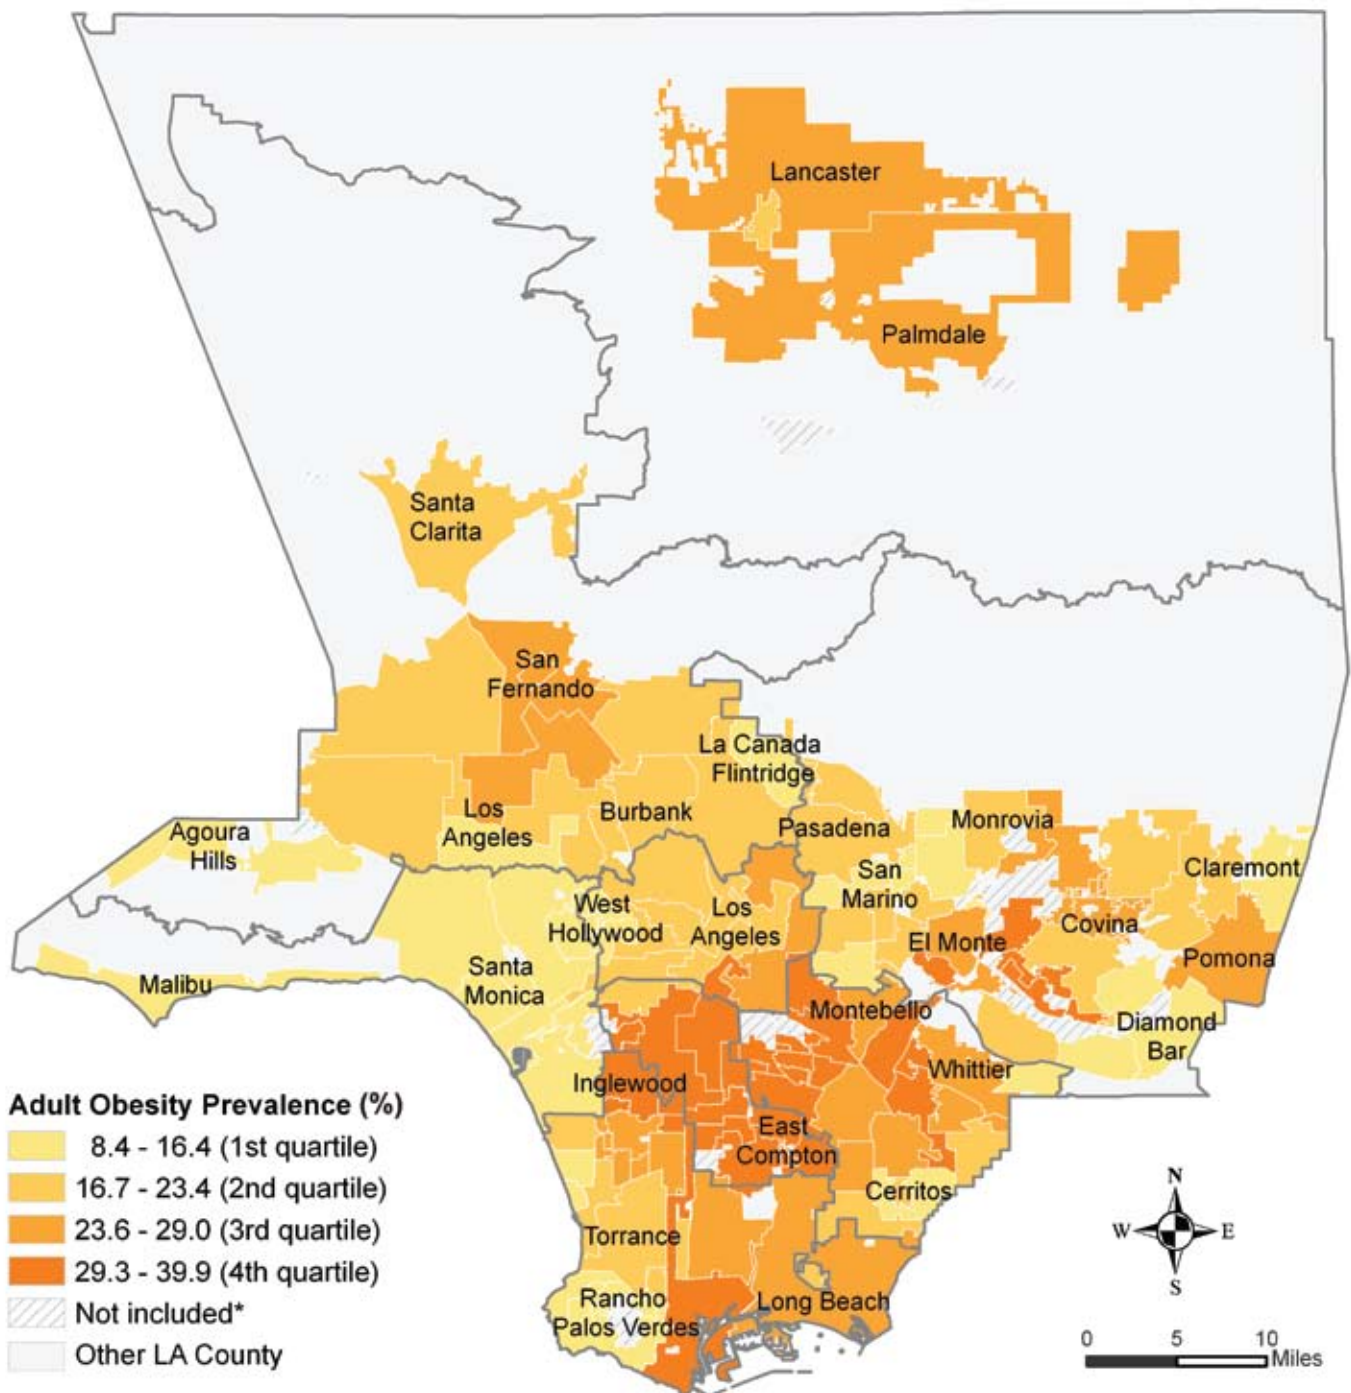 Lancaster
Palmdale
Santa
Clarita
San
Fernando
La Canada
Flintridge
Los
Angeles
Burbank
Pasadena
Monrovia
Agoura
Hills
San
Marino
Claremont
West
Hollywood
Los
Angeles
El Monte
Covina
Pomona
Santa
Monica
Malibu
Montebello
Diamond
Bar
Inglewood
Whittier
East
Compton
Cerritos
Torrance
Rancho
Palos Verdes
Long Beach
Adult Obesity Prevalence (%)
8.4 - 16.4 (1st quartile)
16.7 - 23.4 (2nd quartile)
23.6 - 29.0 (3rd quartile)
29.3 - 39.9 (4th quartile)
Not included*
Other LA County
N
W E
S
0 5 10
Miles